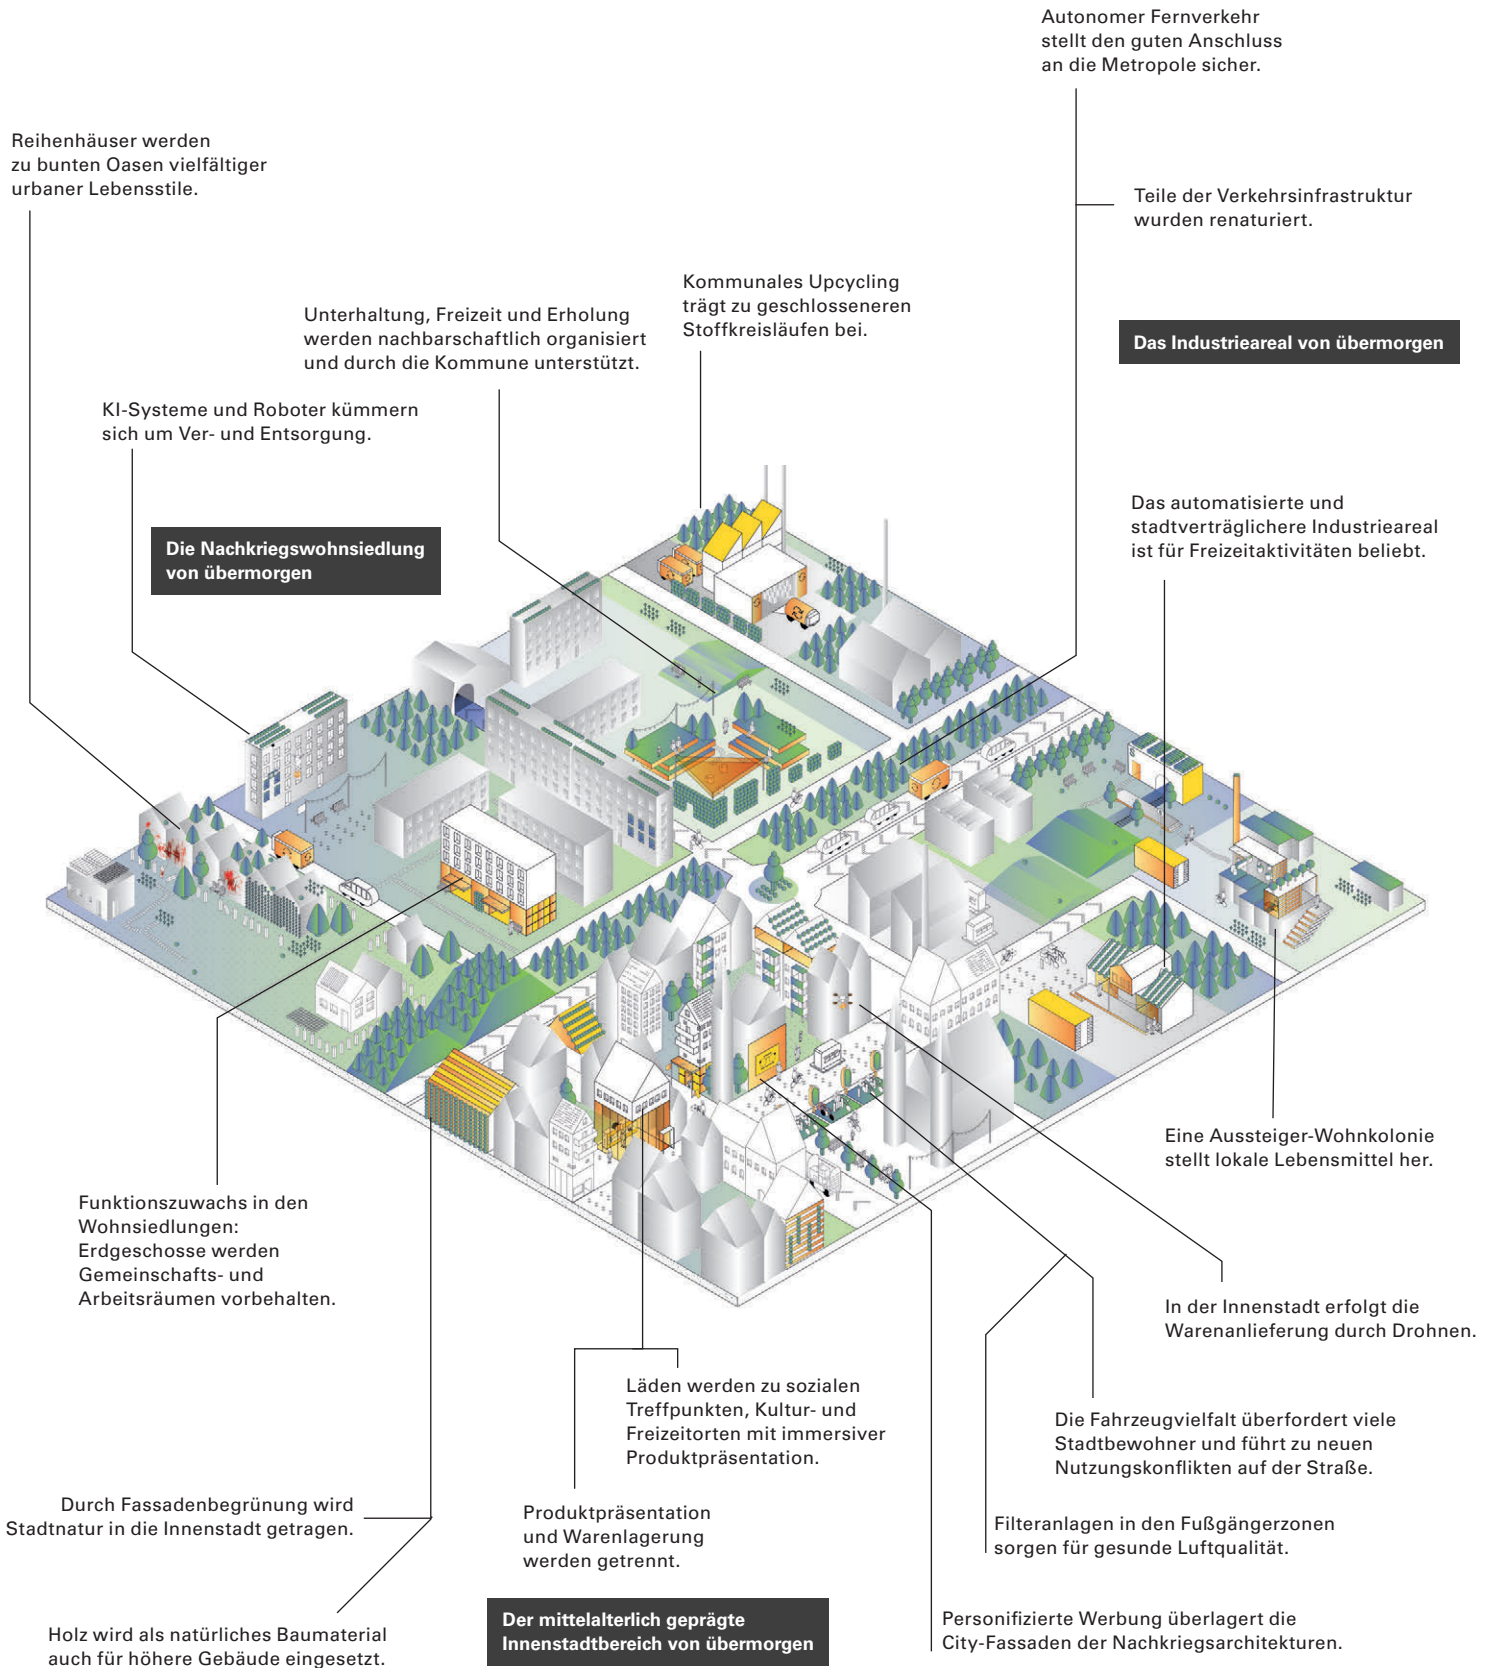 Autonomer Fernverkehr
stellt den guten Anschluss
an die Metropole sicher.
Reihenhäuser werden
zu bunten Oasen vielfältiger
urbaner Lebensstile.
Teile der Verkehrsinfrastruktur
wurden renaturiert.
Kommunales Upcycling
trägt zu geschlosseneren
Stoffkreisläufen bei.
Unterhaltung, Freizeit und Erholung
werden nachbarschaftlich organisiert
und durch die Kommune unterstützt.
Das Industrieareal von übermorgen
KI-Systeme und Roboter kümmern
sich um Ver- und Entsorgung.
Das automatisierte und
stadtverträglichere Industrieareal
ist für Freizeitaktivitäten beliebt.
Die Nachkriegswohnsiedlung
von übermorgen
Eine Aussteiger-Wohnkolonie
stellt lokale Lebensmittel her.
Funktionszuwachs in den
Wohnsiedlungen:
Erdgeschosse werden
Gemeinschafts- und
Arbeitsräumen vorbehalten.
In der Innenstadt erfolgt die
Warenanlieferung durch Drohnen.
Läden werden zu sozialen
Treffpunkten, Kultur- und
Freizeitorten mit immersiver
Produktpräsentation.
Die Fahrzeugvielfalt überfordert viele
Stadtbewohner und führt zu neuen
Nutzungskonflikten auf der Straße.
Durch Fassadenbegrünung wird
Stadtnatur in die Innenstadt getragen.
Produktpräsentation
und Warenlagerung
werden getrennt.
Filteranlagen in den Fußgängerzonen
sorgen für gesunde Luftqualität.
Der mittelalterlich geprägte
Innenstadtbereich von übermorgen
Personifizierte Werbung überlagert die
City-Fassaden der Nachkriegsarchitekturen.
Holz wird als natürliches Baumaterial
auch für höhere Gebäude eingesetzt.